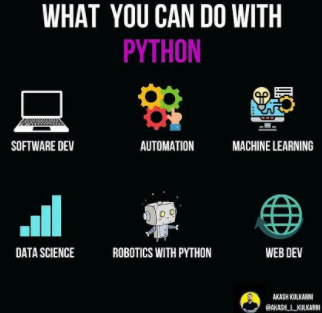 WHAT YOU CAN DO WITH
PYTHON
SOFTWARE DEV
AUTOMATION
MACHINE LEARNING
DATA SCIENCE
ROBOTICS WITH PYTHON
WEB DEV
AKASH KULKARNI
@AKASH_L_KULKARNI